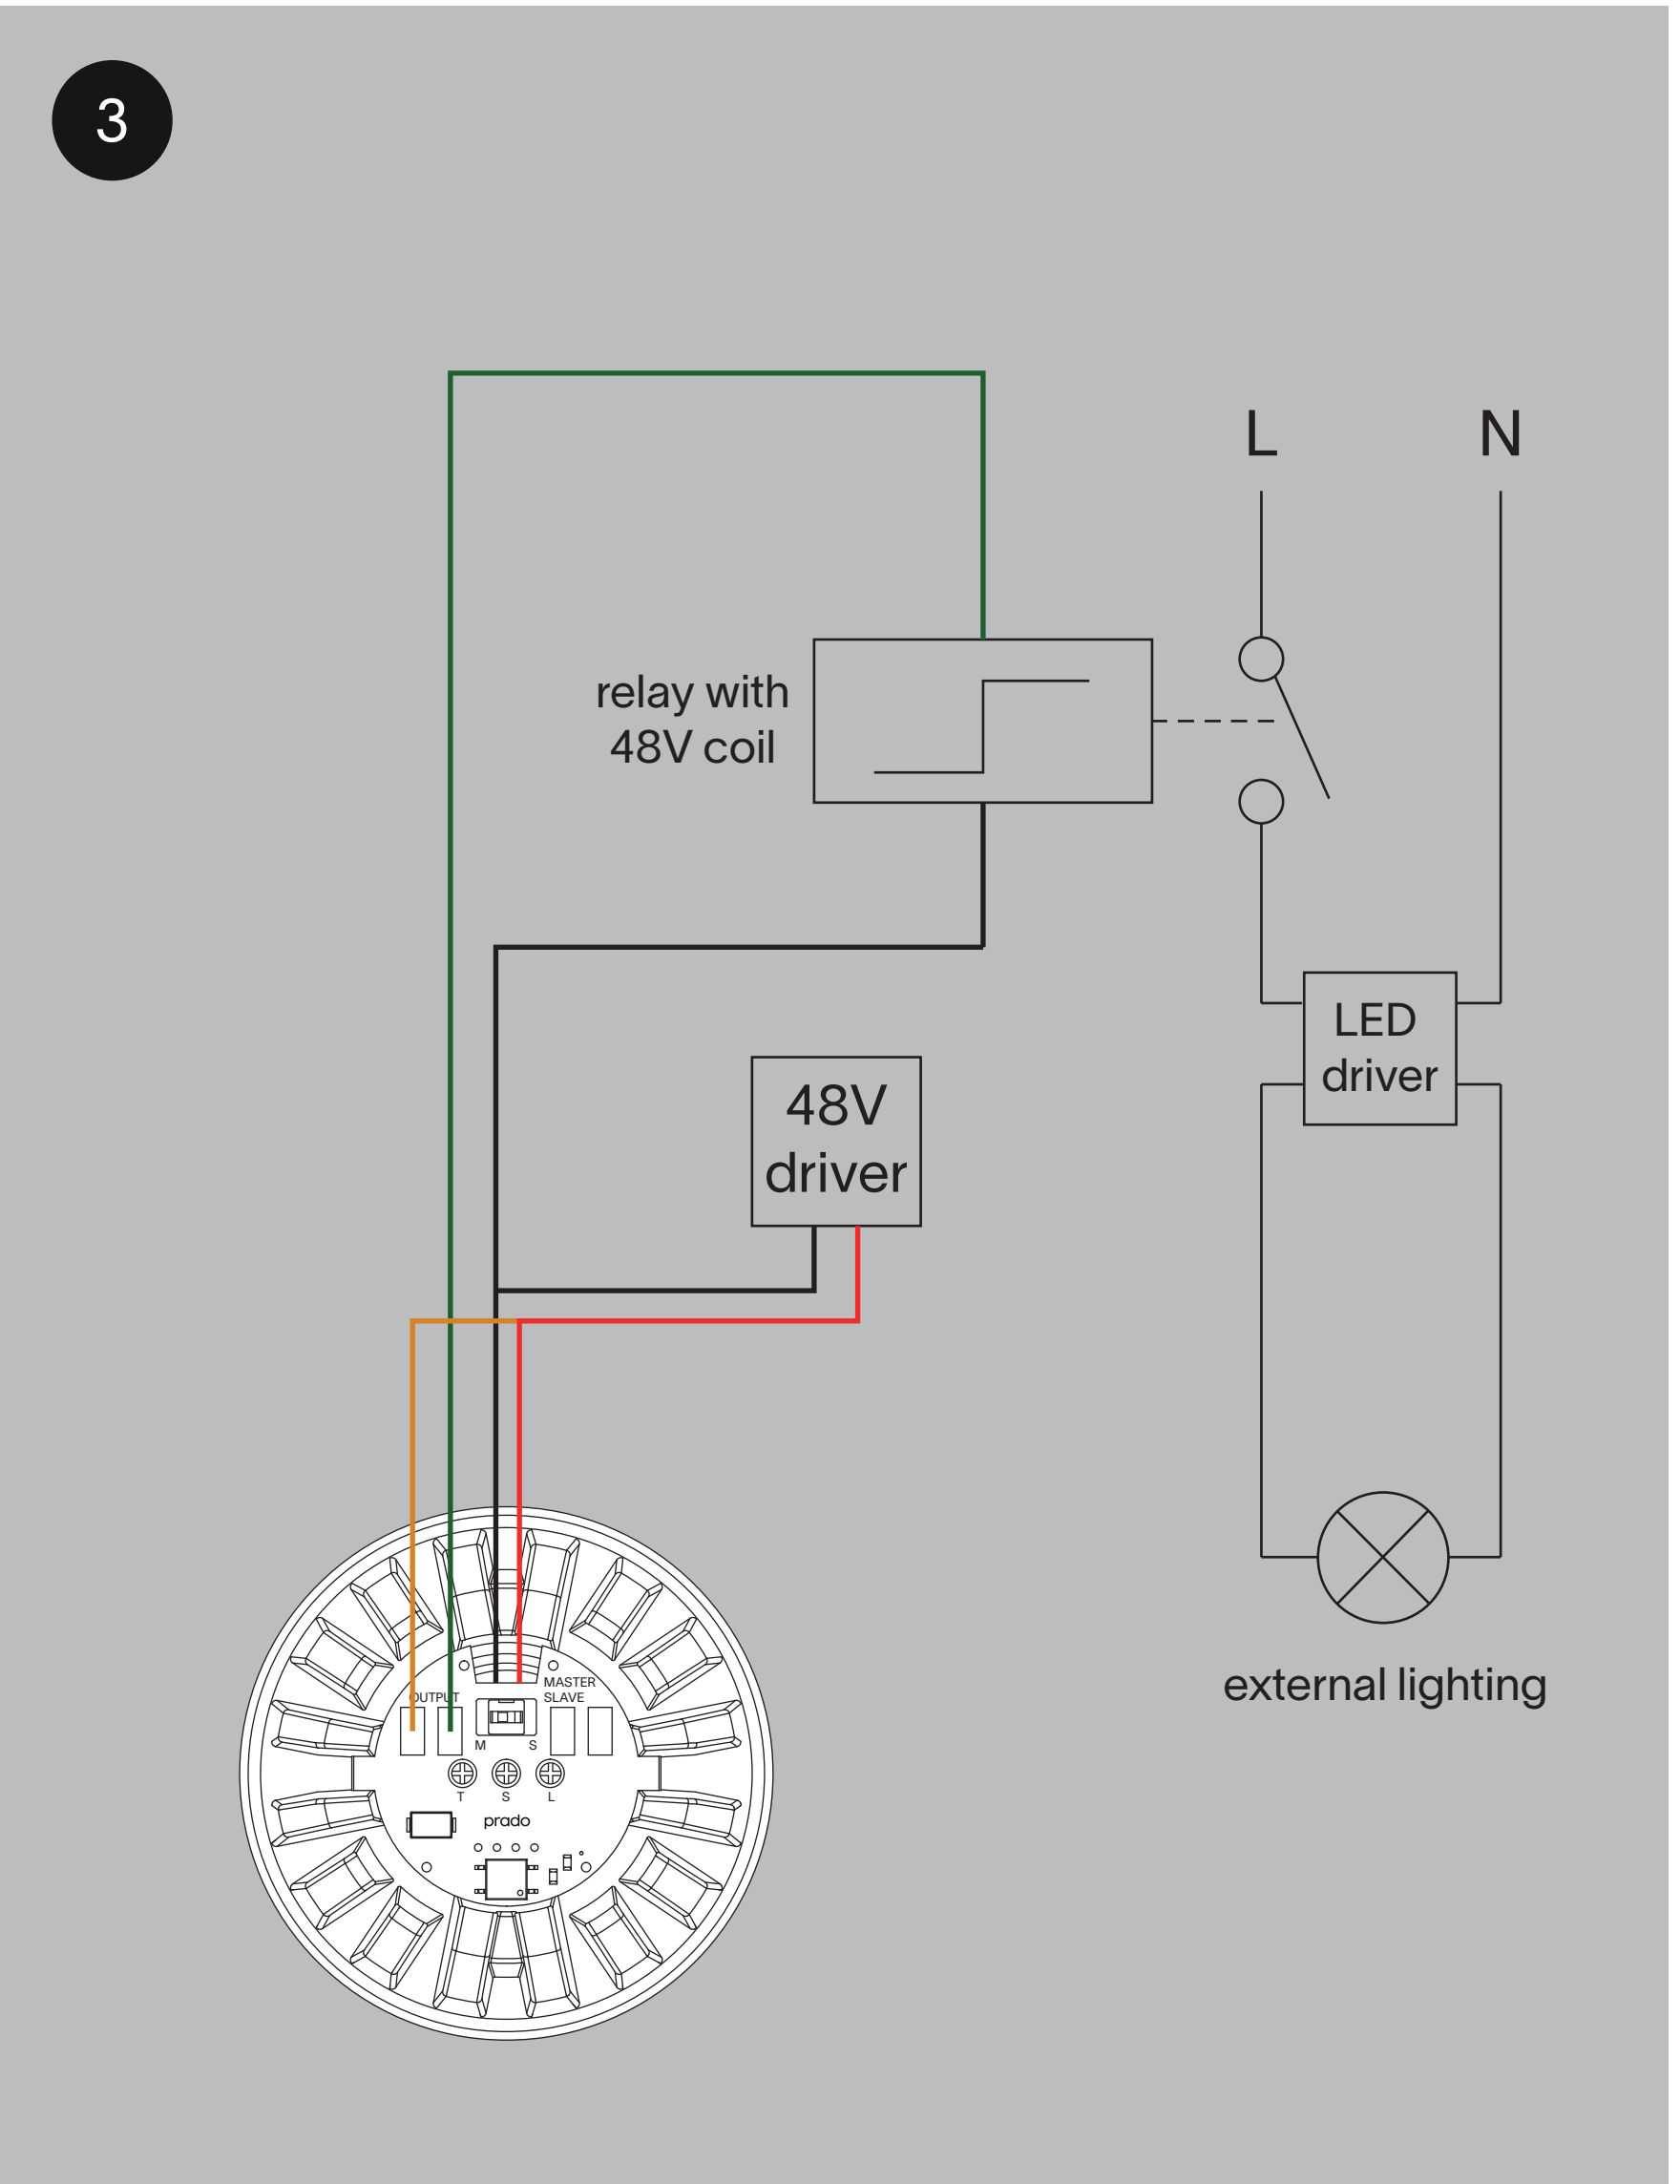 3
L
N
relay with
48V coil
LED
driver
48V
driver
external lighting
OUTPUT
MASTER
SLAVE
M
S
T
S
L
prado